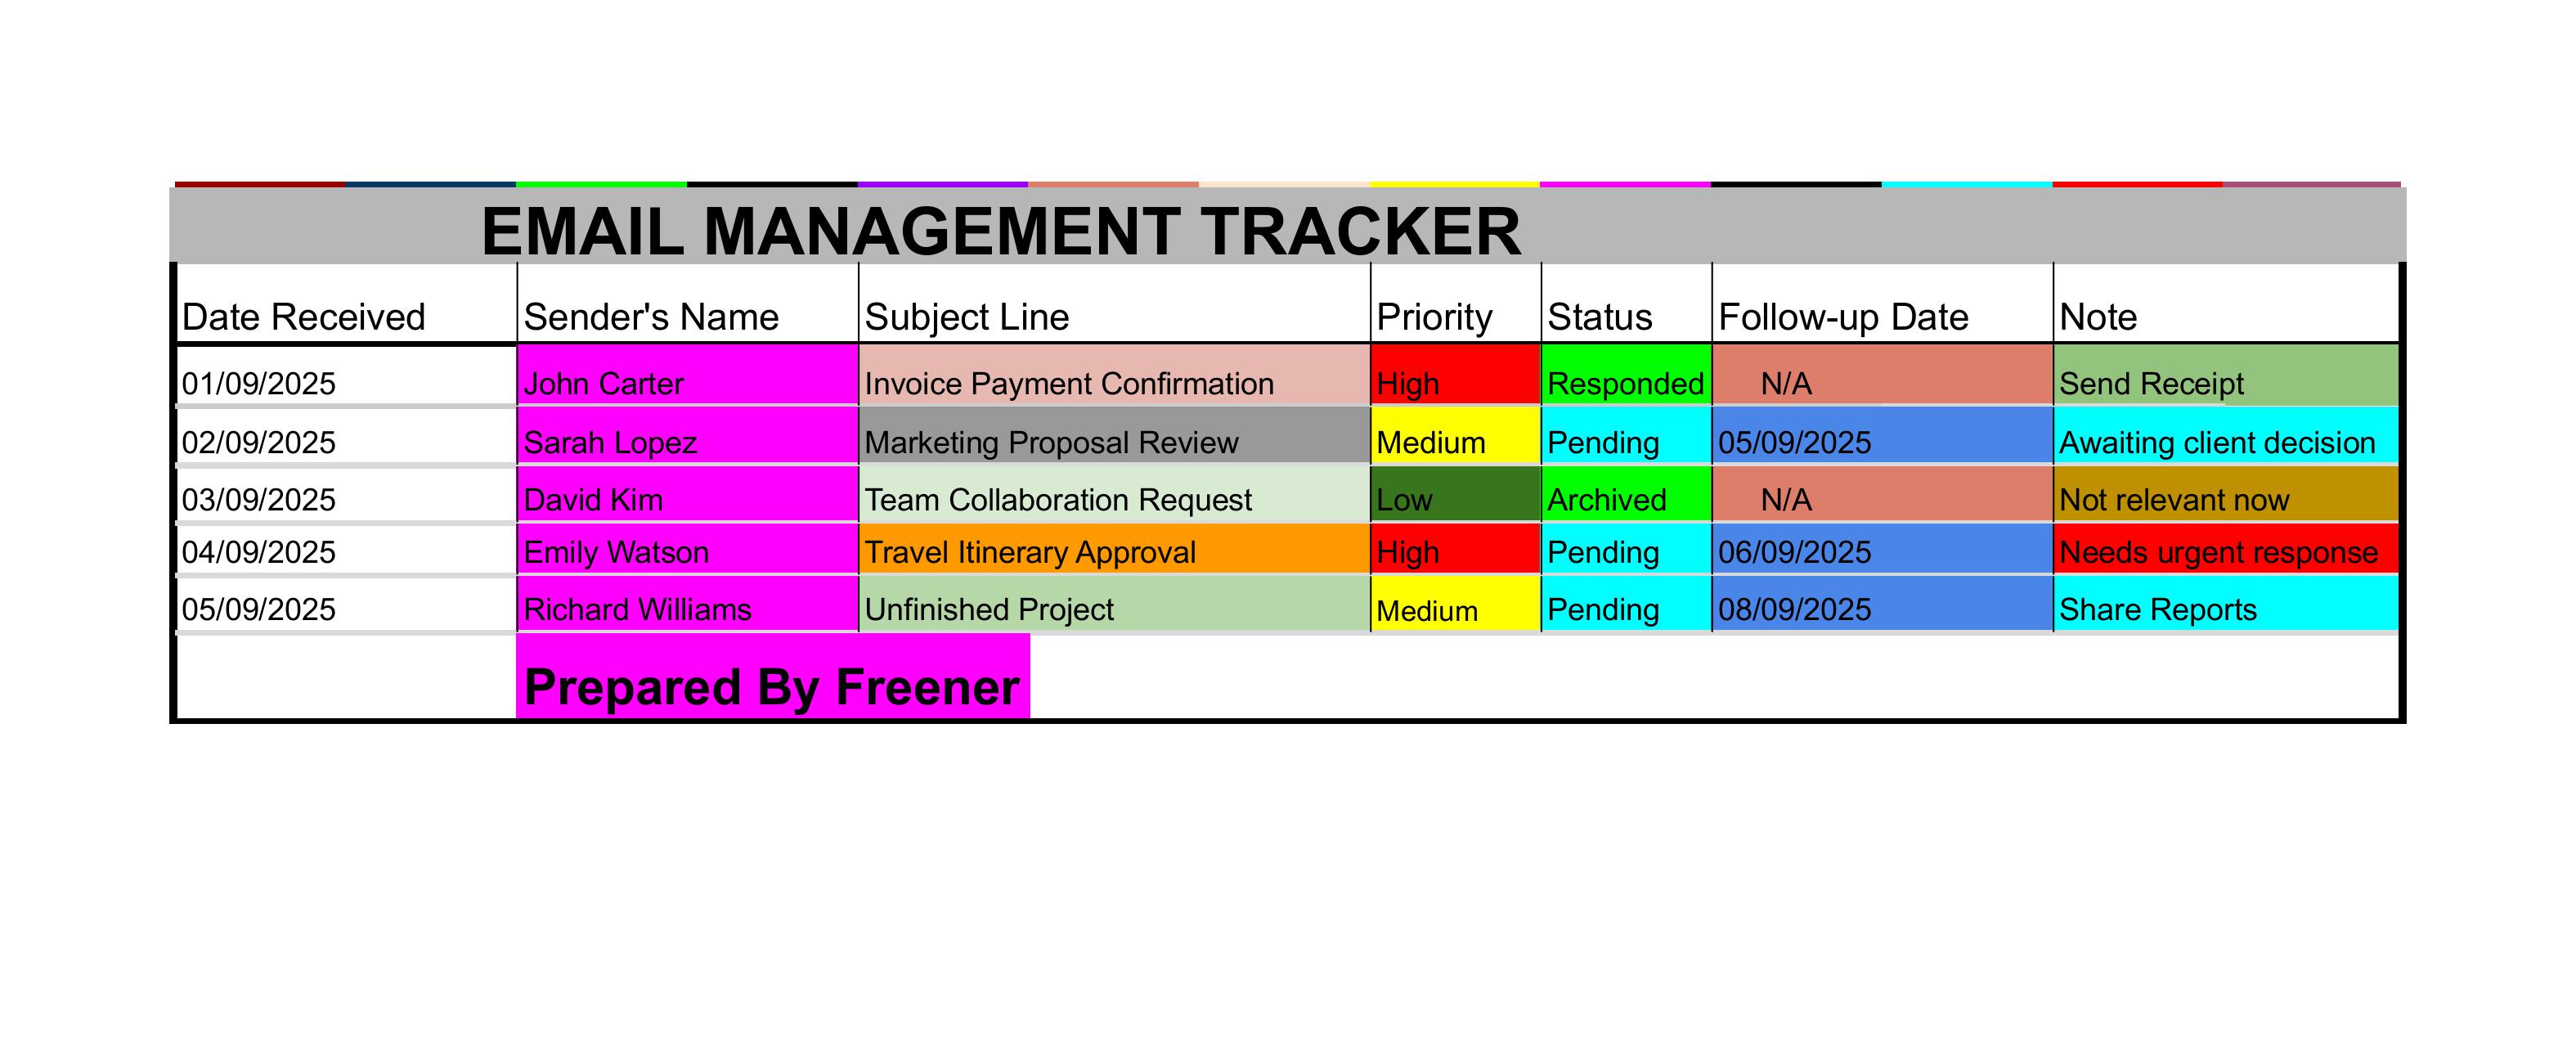 EMAIL MANAGEMENT TRACKER
Date Received Sender's Name Subject Line Priority Status Follow-up Date Note
01/09/2025 John Carter Invoice Payment Confirmation High Responded N/A Send Receipt
02/09/2025 Sarah Lopez Marketing Proposal Review Medium Pending 05/09/2025 Awaiting client decision
03/09/2025 David Kim Team Collaboration Request Low Archived N/A Not relevant now
04/09/2025 Emily Watson Travel Itinerary Approval High Pending 06/09/2025 Needs urgent response
05/09/2025 Richard Williams Unfinished Project Medium Pending 08/09/2025 Share Reports
Prepared By Freener